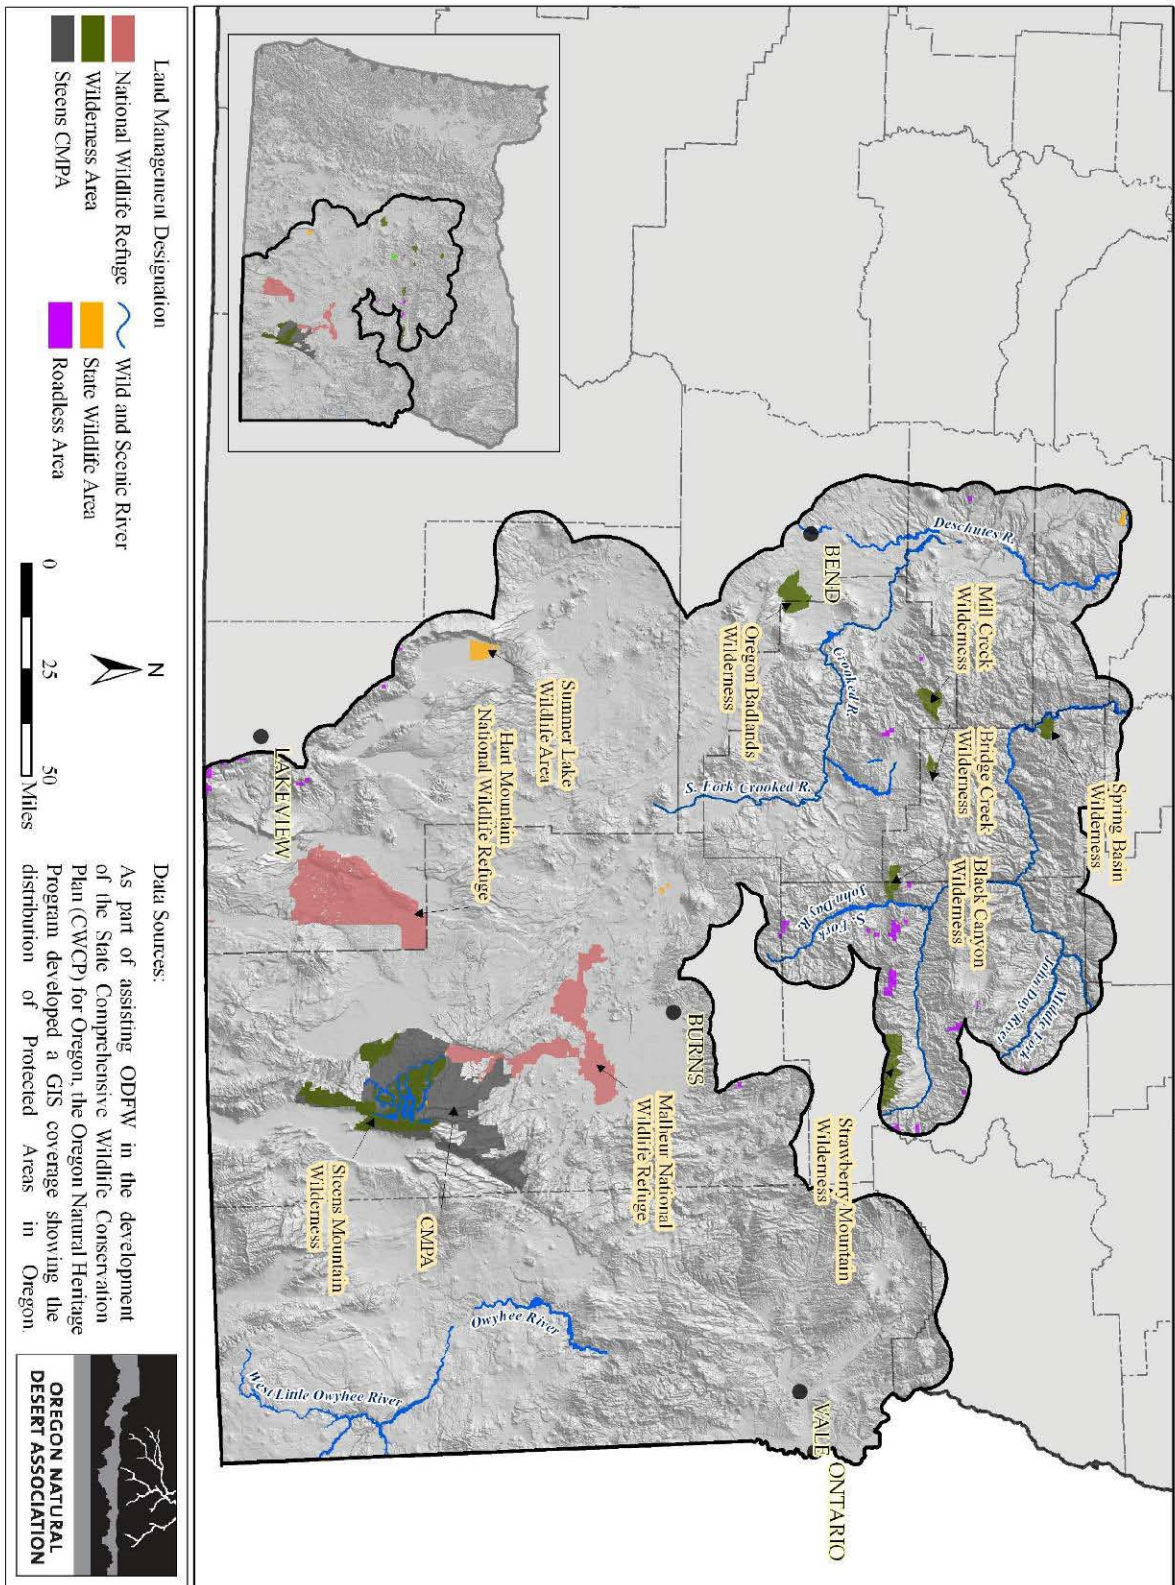 Spring Basin
Wilderness
Mill Creek
Wilderness
Bridge Creek
Wilderness
Black Canyon
Wilderness
Deschutes R.
Middle Fork
John Day River
S. Fork
John Day R.
Crooked R.
BEND
Oregon Badlands
Wilderness
S. Fork Crooked R.
Strawberry Mountain
Wilderness
VALE
ONTARIO
BURNS
Malheur National
Wildlife Refuge
Summer Lake
Wildlife Area
Hart Mountain
National Wildlife Refuge
CMPA
Steens Mountain
Wilderness
Owyhee River
West Little Owyhee River
LAKEVIEW
Land Management Designation
National Wildlife Refuge
Wilderness Area
Steens CMPA
Wild and Scenic River
State Wildlife Area
Roadless Area
N
0 25 50
Miles
Data Sources:
As part of assisting ODFW in the development
of the State Comprehensive Wildlife Conservation
Plan (CWCP) for Oregon, the Oregon Natural Heritage
Program developed a GIS coverage showing the
distribution of Protected Areas in Oregon.
OREGON NATURAL
DESERT ASSOCIATION